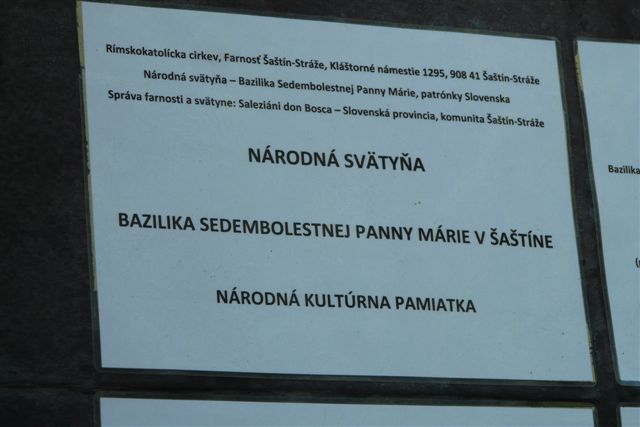 Rímskokatolícka cirkev, Farnosť Šaštín-Stráže, Kláštorné námestie 1295, 908 41 Šaštín-Stráže
Národná svätyňa – Bazilika Sedembolestnej Panny Márie, patrónky Slovenska
Správa farnosti a svätyne: Saleziáni don Bosca – Slovenská provincia, komunita Šaštín-Stráže
NÁRODNÁ SVÄTYŇA
BAZILIKA SEDEMBOLESTNEJ PANNY MÁRIE V ŠAŠTÍNE
NÁRODNÁ KULTÚRNA PAMIATKA
Bazilika